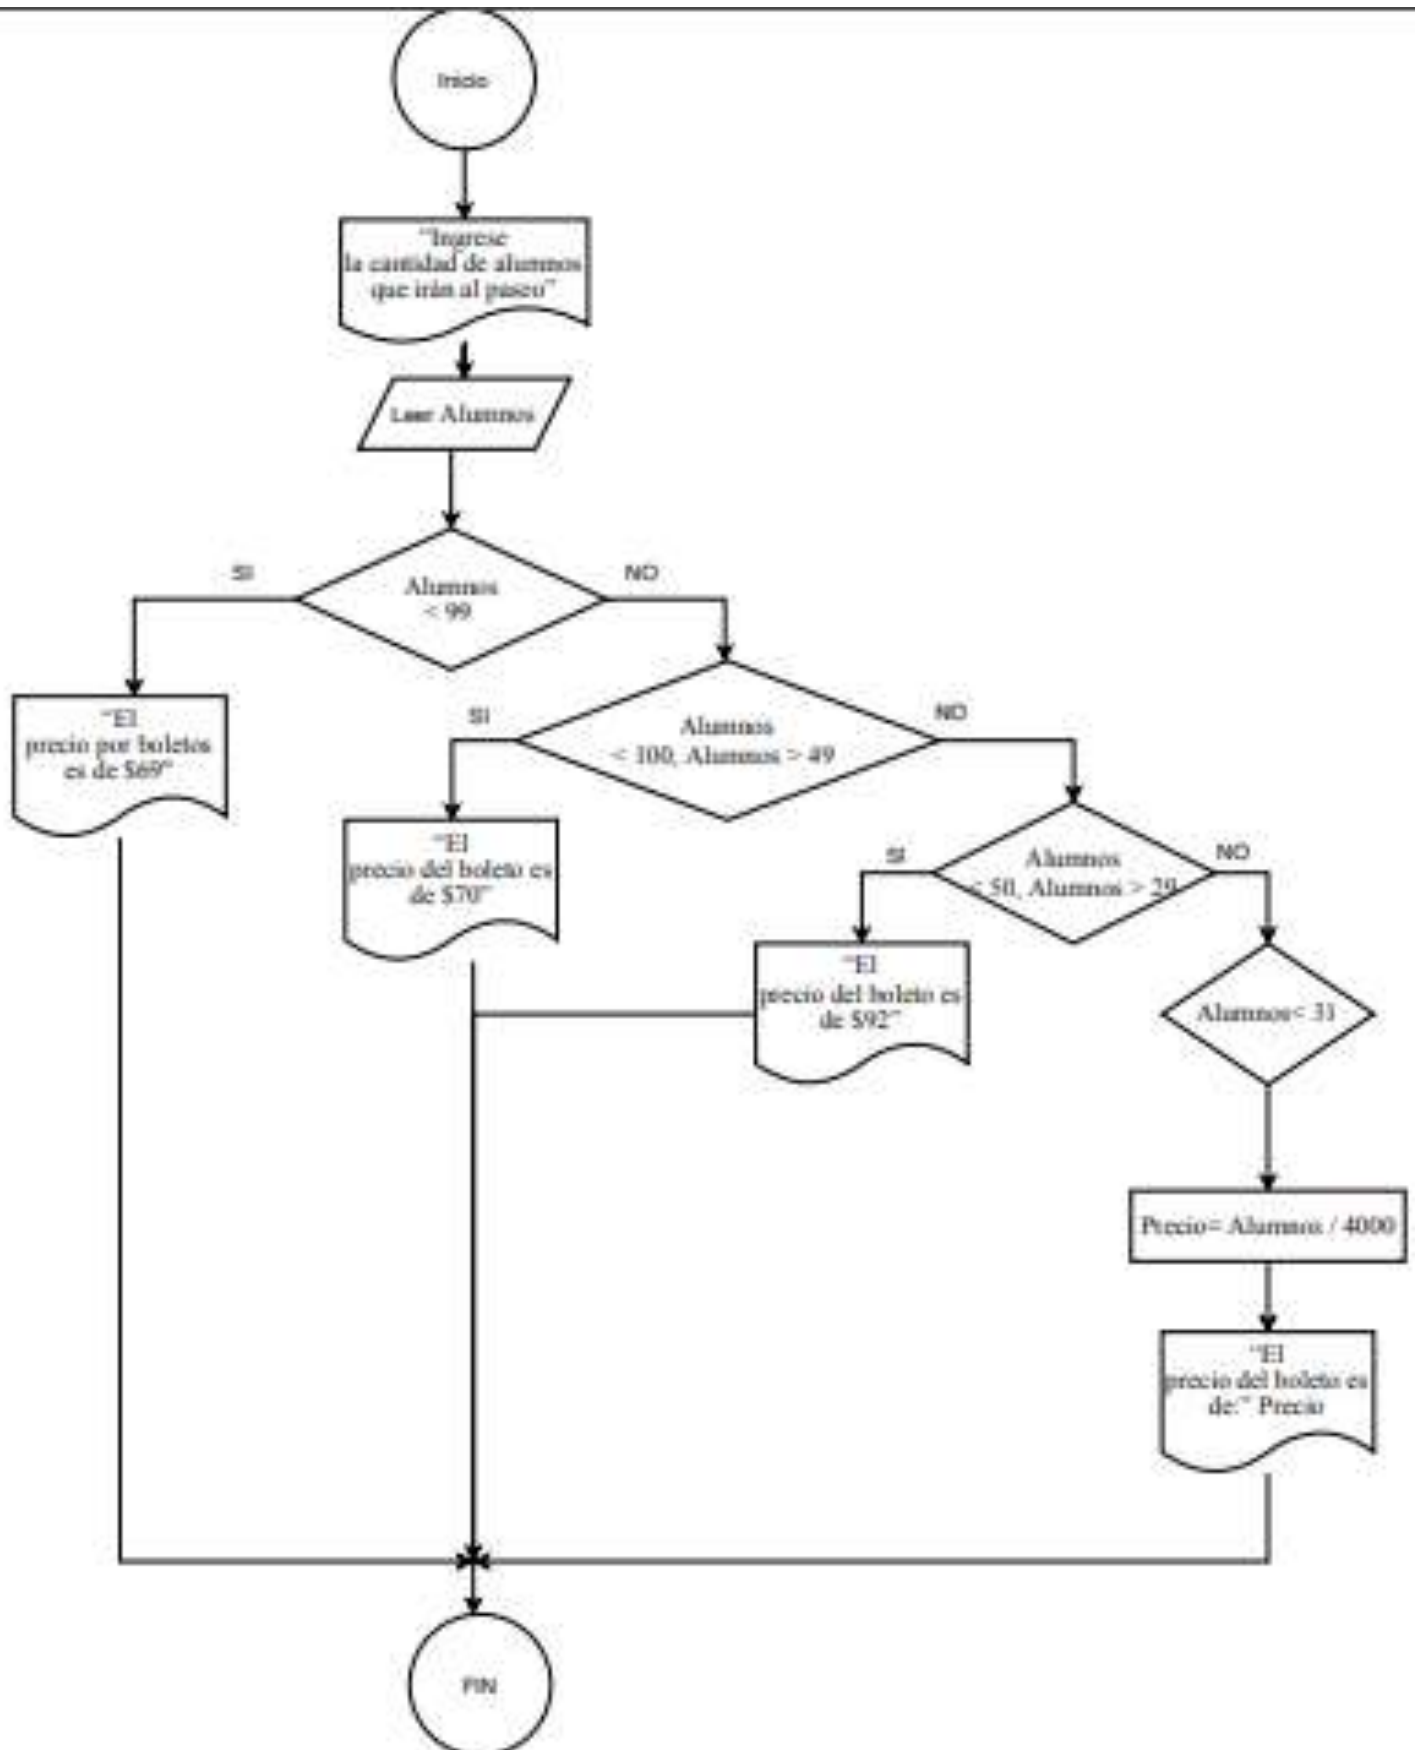 Inicio
"Ingrese
la cantidad de alumnos
que irán al paseo"
Leer Alumnos
SI
NO
Alumnos
< 99
"El
precio por boletos
es de $69"
SI
NO
Alumnos
< 100, Alumnos > 49
"El
precio del boleto es
de $70"
SI
NO
Alumnos
< 50, Alumnos > 29
"El
precio del boleto es
de $92"
Alumnos< 31
Precio= Alumnos / 4000
"El
precio del boleto es
de:" Precio
FIN